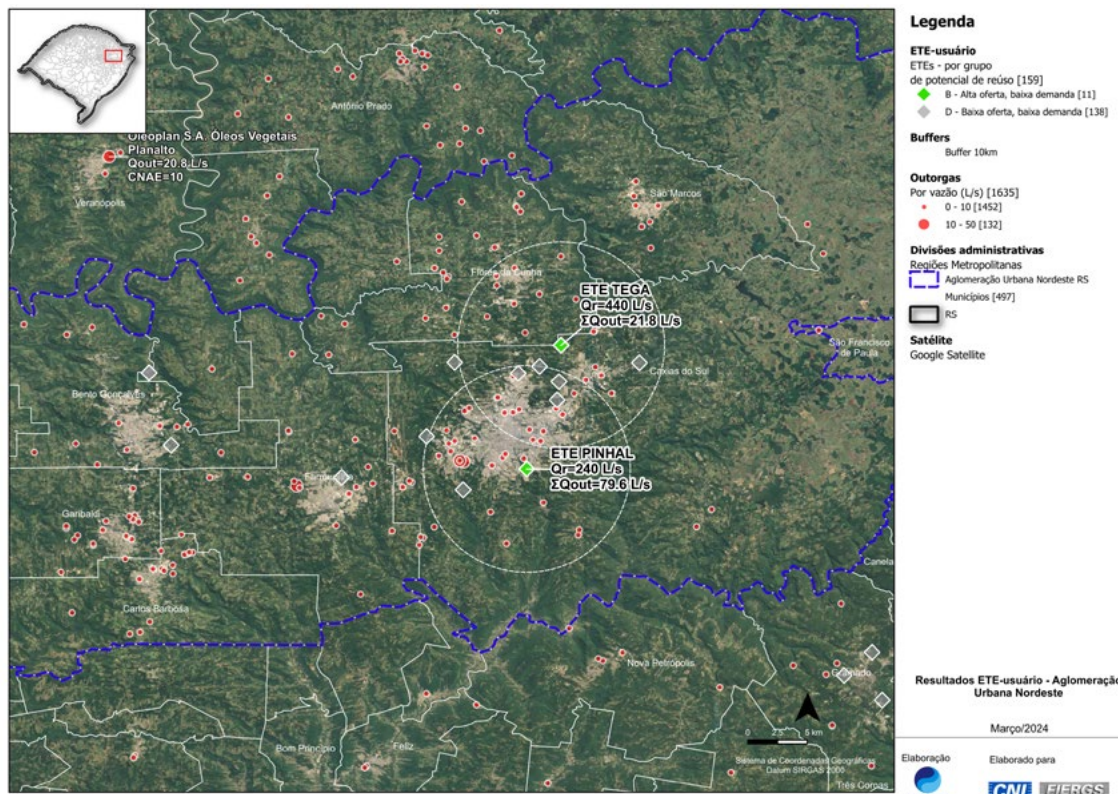 Oleoplan S.A. Óleos Vegetais
Planalto
Qout=20.8 L/s
CNAE=10
Veranópolis
Antônio Prado
São Marcos
Flores da Cunha
ETE TEGA
Qr=440 L/s
ΣQout=21.8 L/s
São Francisco
de Paula
Caxias do Sul
Bento Gonçalves
ETE PINHAL
Qr=240 L/s
ΣQout=79.6 L/s
Garibaldi
Carlos Barbosa
Canela
Nova Petrópolis
Gramado
Bom Princípio
Feliz
Três Coroas
0 2.5 5 km
Sistema de Coordenadas Geográficas
Datum SIRGAS 2000
Legenda
ETE-usuário
ETEs - por grupo
de potencial de reúso [159]
B - Alta oferta, baixa demanda [11]
D - Baixa oferta, baixa demanda [138]
Buffers
Buffer 10km
Outorgas
Por vazão (L/s) [1635]
0 - 10 [1452]
10 - 50 [132]
Divisões administrativas
Regiões Metropolitanas
Aglomeração Urbana Nordeste RS
Municípios [497]
RS
Satélite
Google Satellite
Resultados ETE-usuário - Aglomeração
Urbana Nordeste
Março/2024
Elaboração
Elaborado para
CNI FIERGS